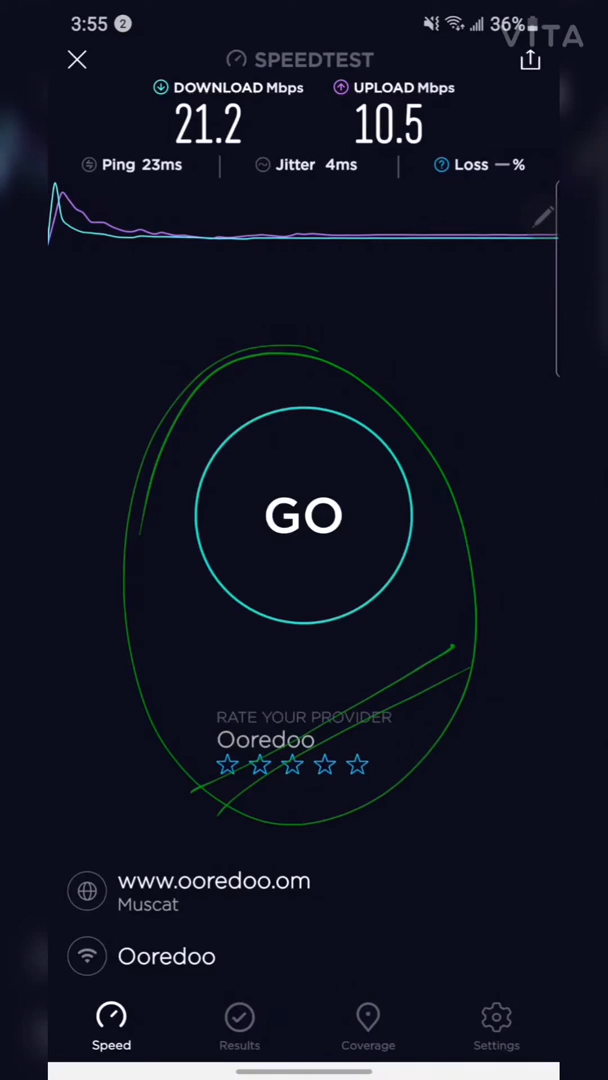 3:55 2 36%
VITA
SPEEDTEST
DOWNLOAD Mbps UPLOAD Mbps
21.2 10.5
Ping 23ms Jitter 4ms ? Loss —%
GO
RATE YOUR PROVIDER
Ooredoo
www.ooredoo.om
Muscat
Ooredoo
Speed Results Coverage Settings